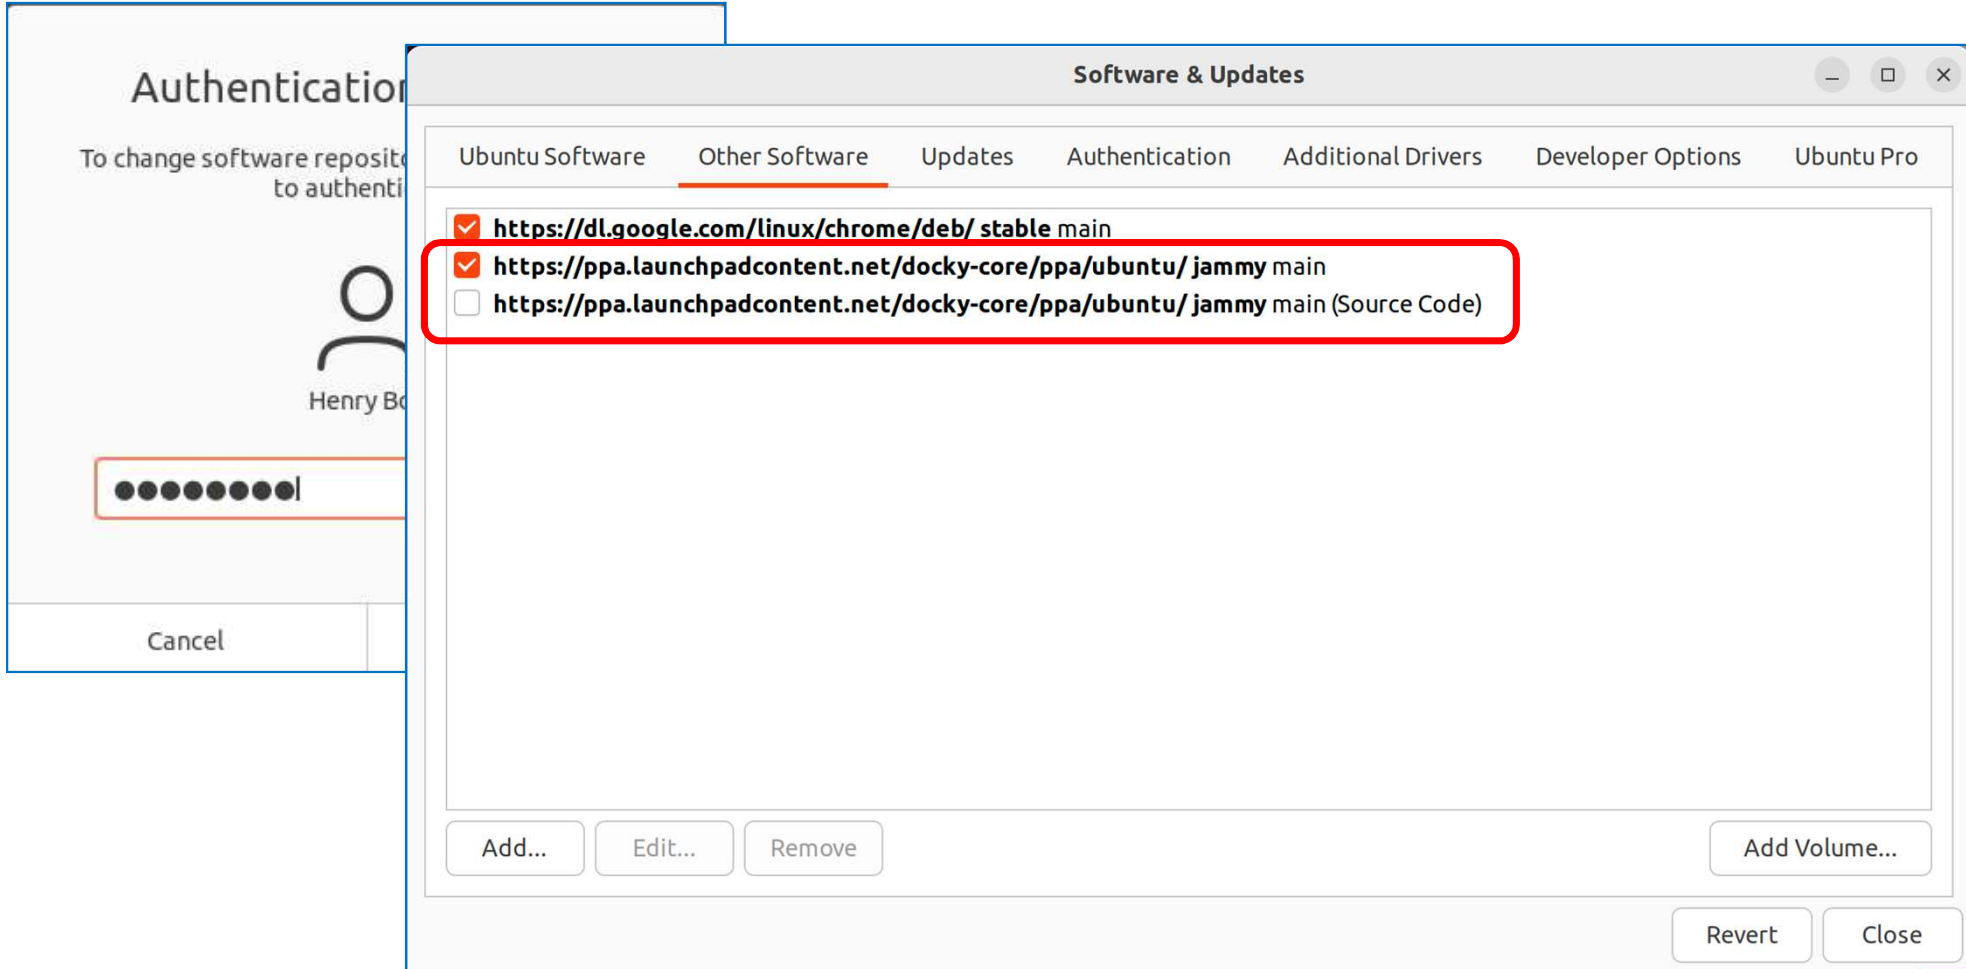 Authentication
To change software reposito
to authenti
Henry Bo
Cancel
Software & Updates
Ubuntu Software Other Software Updates Authentication Additional Drivers Developer Options Ubuntu Pro
https://dl.google.com/linux/chrome/deb/ stable main
https://ppa.launchpadcontent.net/docky-core/ppa/ubuntu/ jammy main
https://ppa.launchpadcontent.net/docky-core/ppa/ubuntu/ jammy main (Source Code)
Add... Edit... Remove Add Volume...
Revert Close